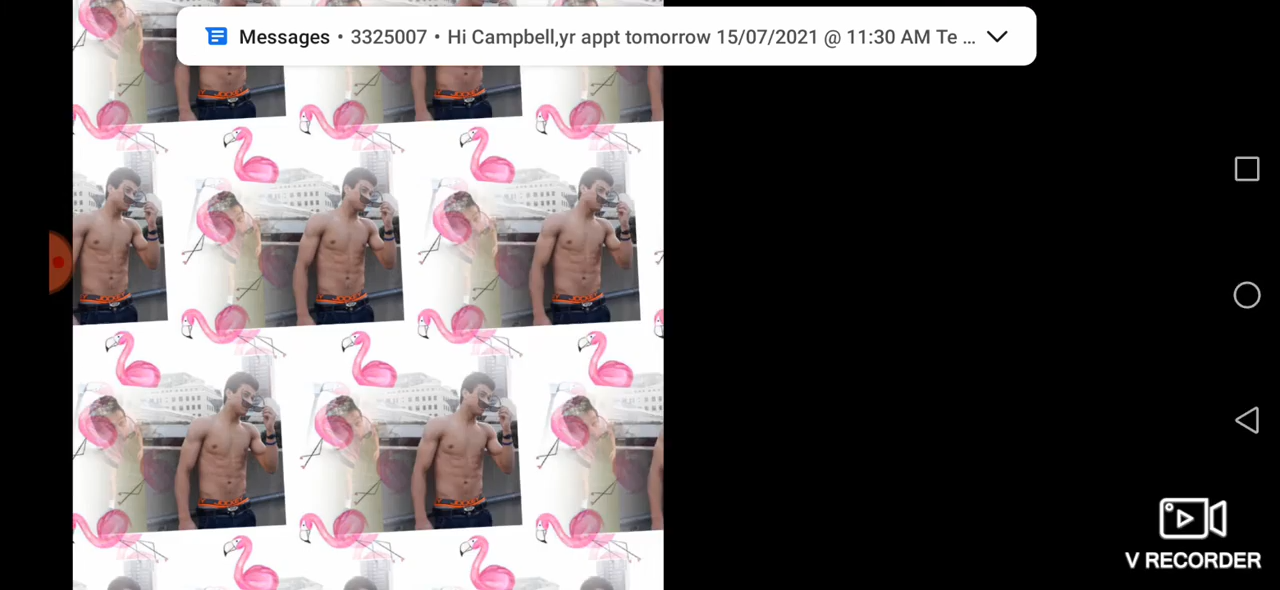 Messages • 3325007 • Hi Campbell,yr appt tomorrow 15/07/2021 @ 11:30 AM Te ...
V RECORDER